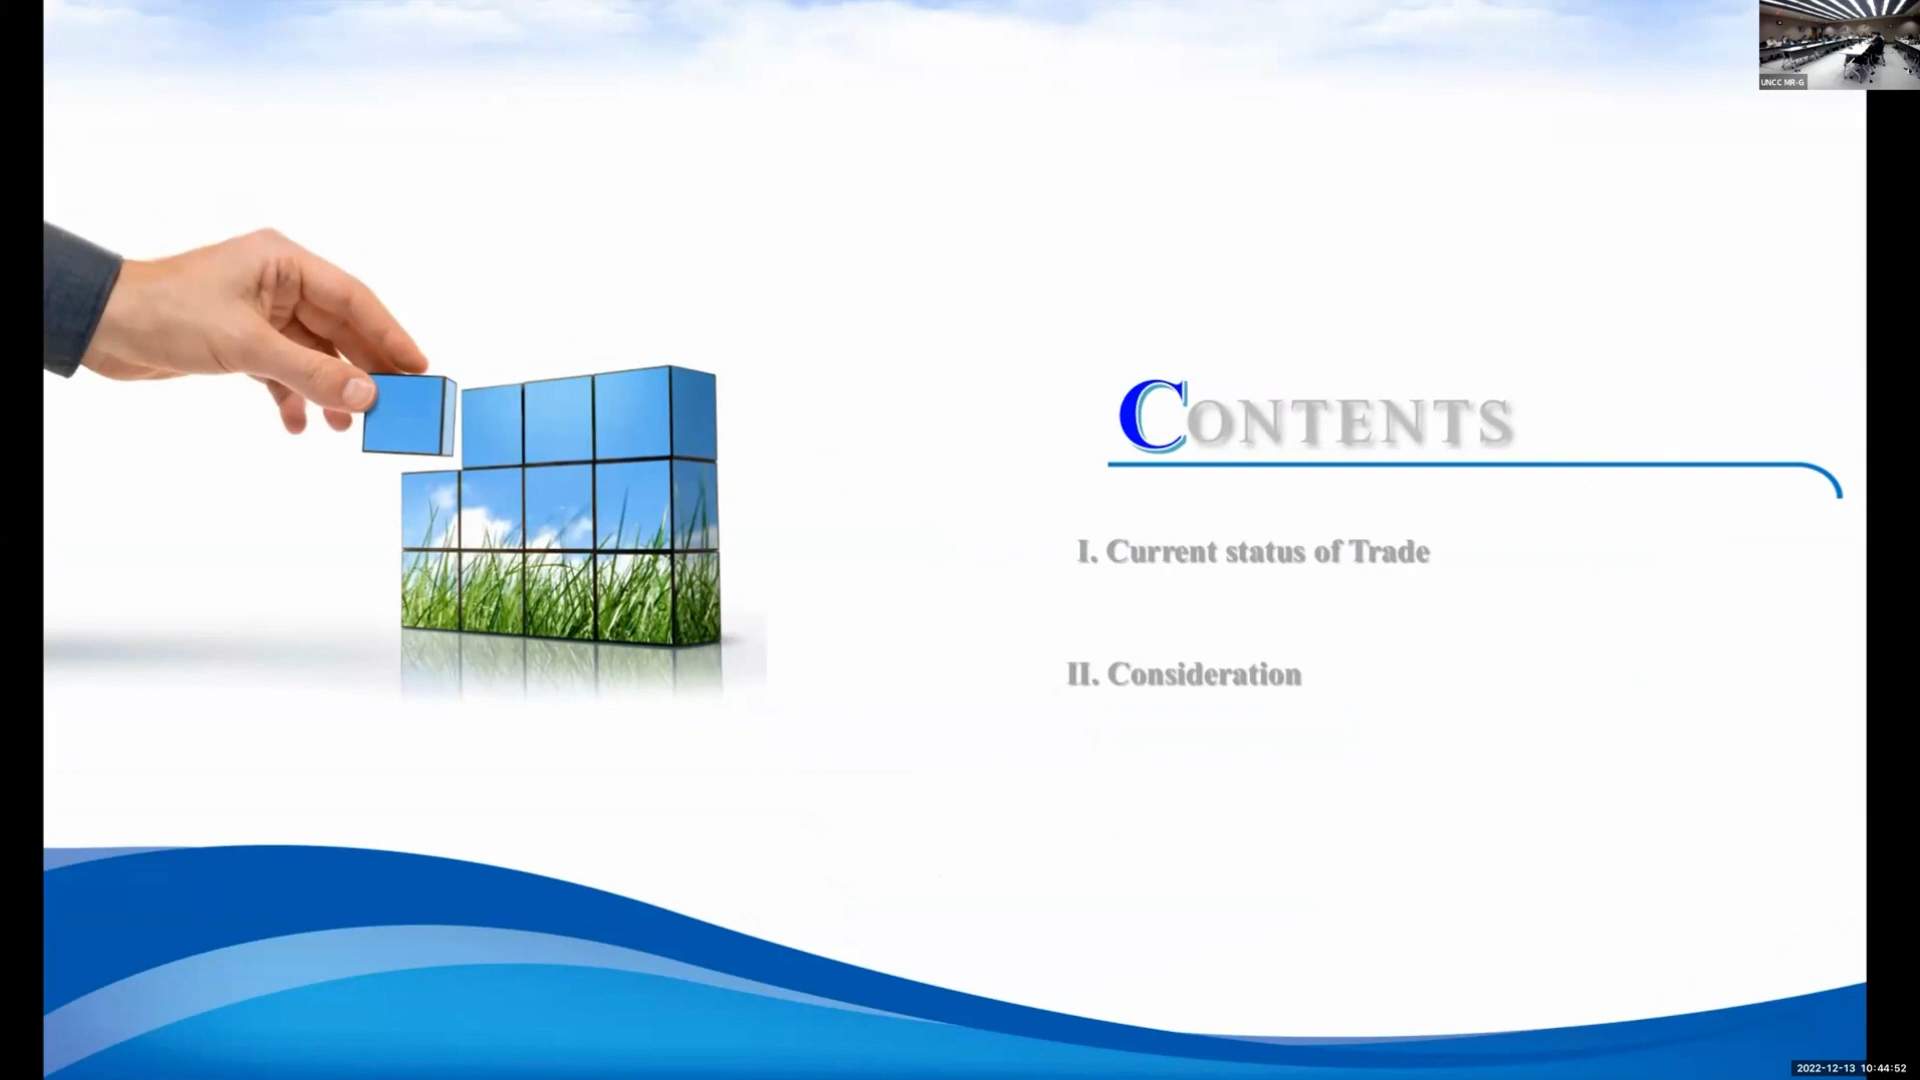 UNCC MR-G
CONTENTS
I. Current status of Trade
II. Consideration
2022-12-13 10:44:52